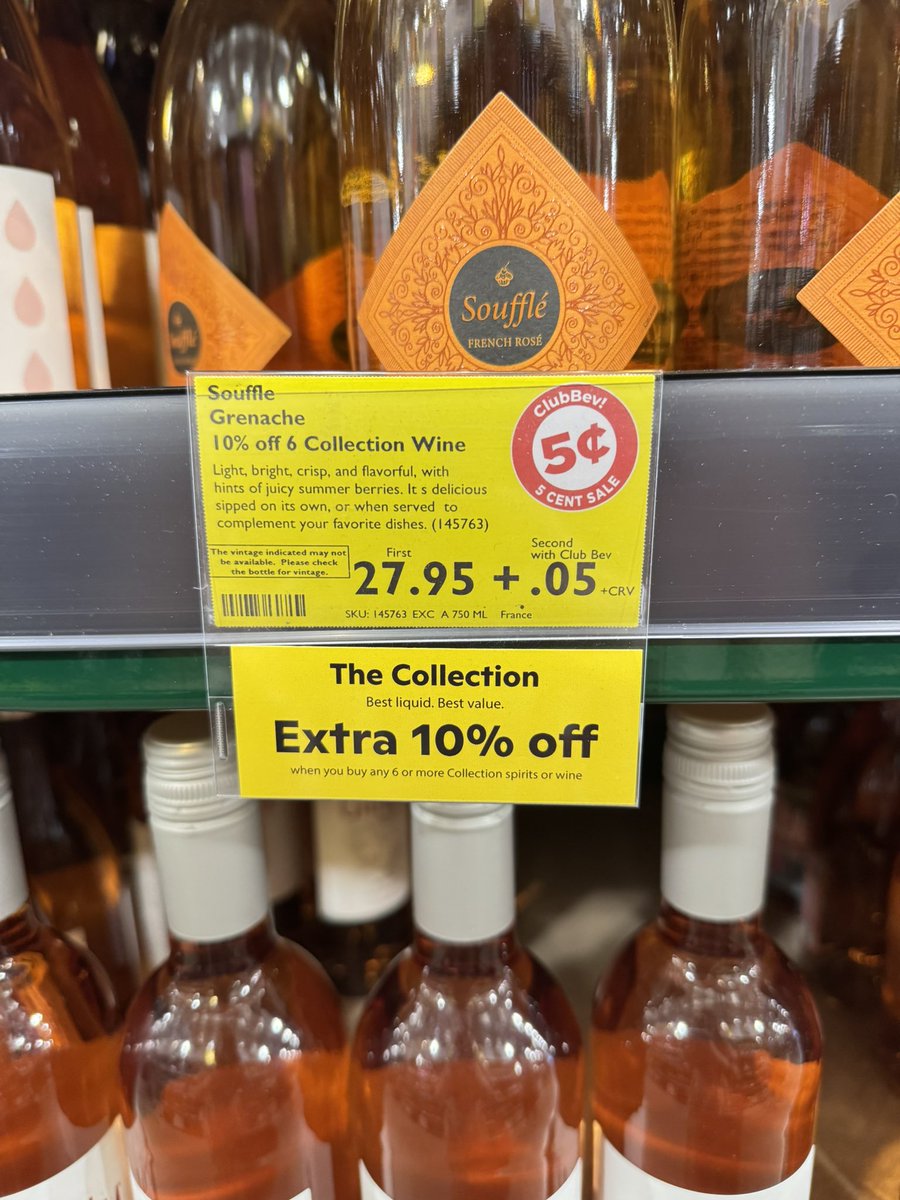 Soufflé
FRENCH ROSÉ
Souffle
Grenache
10% off 6 Collection Wine
Light, bright, crisp, and flavorful, with
hints of juicy summer berries. It s delicious
sipped on its own, or when served to
complement your favorite dishes. (145763)
ClubBev!
5¢
5 CENT SALE
The vintage indicated may not
be available. Please check
the bottle for vintage.
First
27.95 +
Second
with Club Bev
.05 +CRV
SKU: 145763 EXC A 750 ML France
The Collection
Best liquid. Best value.
Extra 10% off
when you buy any 6 or more Collection spirits or wine